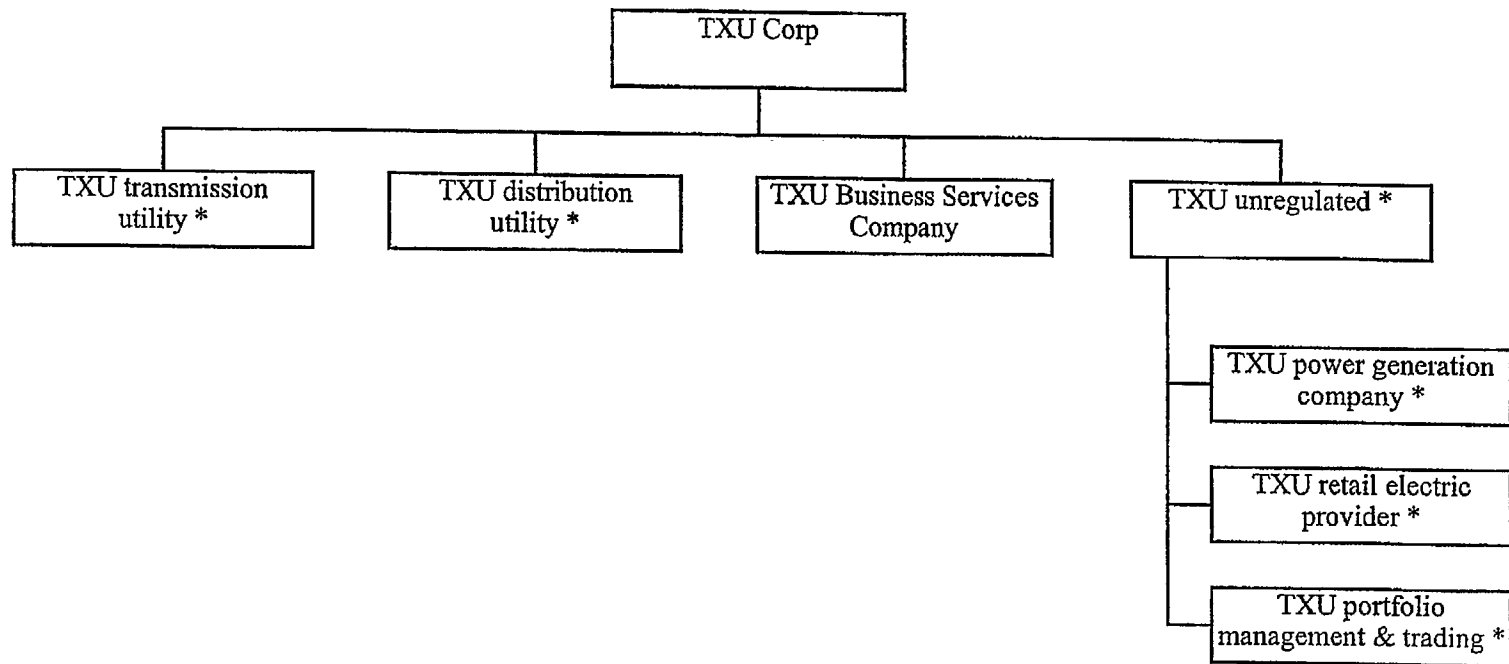 TXU Corp
TXU transmission
utility *
TXU distribution
utility *
TXU Business Services
Company
TXU unregulated *
TXU power generation
company *
TXU retail electric
provider *
TXU portfolio
management & trading *